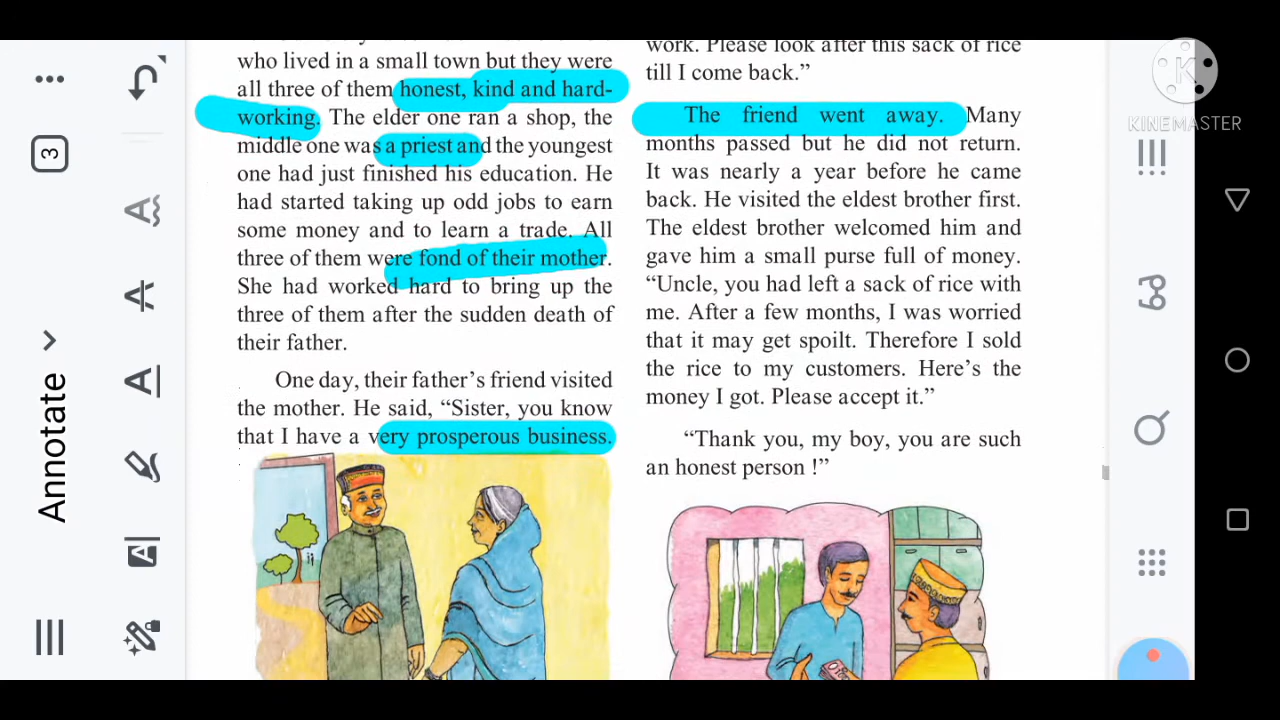 who lived in a small town but they were
all three of them honest, kind and hard-
working. The elder one ran a shop, the
middle one was a priest and the youngest
one had just finished his education. He
had started taking up odd jobs to earn
some money and to learn a trade. All
three of them were fond of their mother.
She had worked hard to bring up the
three of them after the sudden death of
their father.
One day, their father’s friend visited
the mother. He said, “Sister, you know
that I have a very prosperous business.
work. Please look after this sack of rice
till I come back.”
The friend went away. Many
months passed but he did not return.
It was nearly a year before he came
back. He visited the eldest brother first.
The eldest brother welcomed him and
gave him a small purse full of money.
“Uncle, you had left a sack of rice with
me. After a few months, I was worried
that it may get spoilt. Therefore I sold
the rice to my customers. Here’s the
money I got. Please accept it.”
“Thank you, my boy, you are such
an honest person !”
Annotate
3
K
KINEMASTER